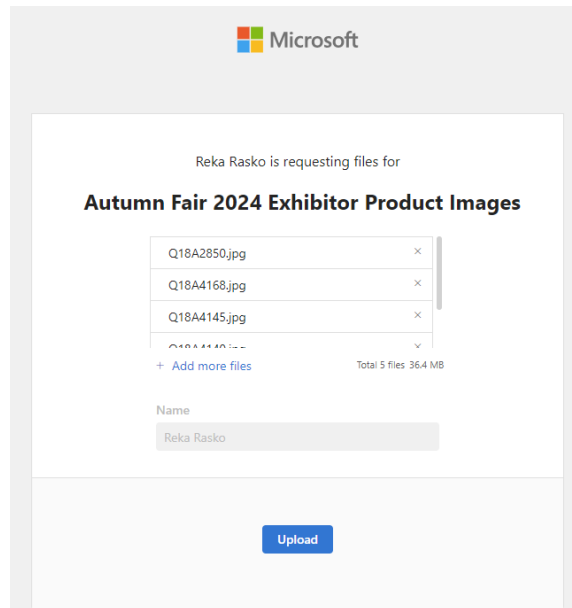 Microsoft
Reka Rasko is requesting files for
Autumn Fair 2024 Exhibitor Product Images
Q18A2850.jpg ×
Q18A4168.jpg ×
Q18A4145.jpg ×
+ Add more files Total 5 files 36.4 MB
Name
Reka Rasko
Upload